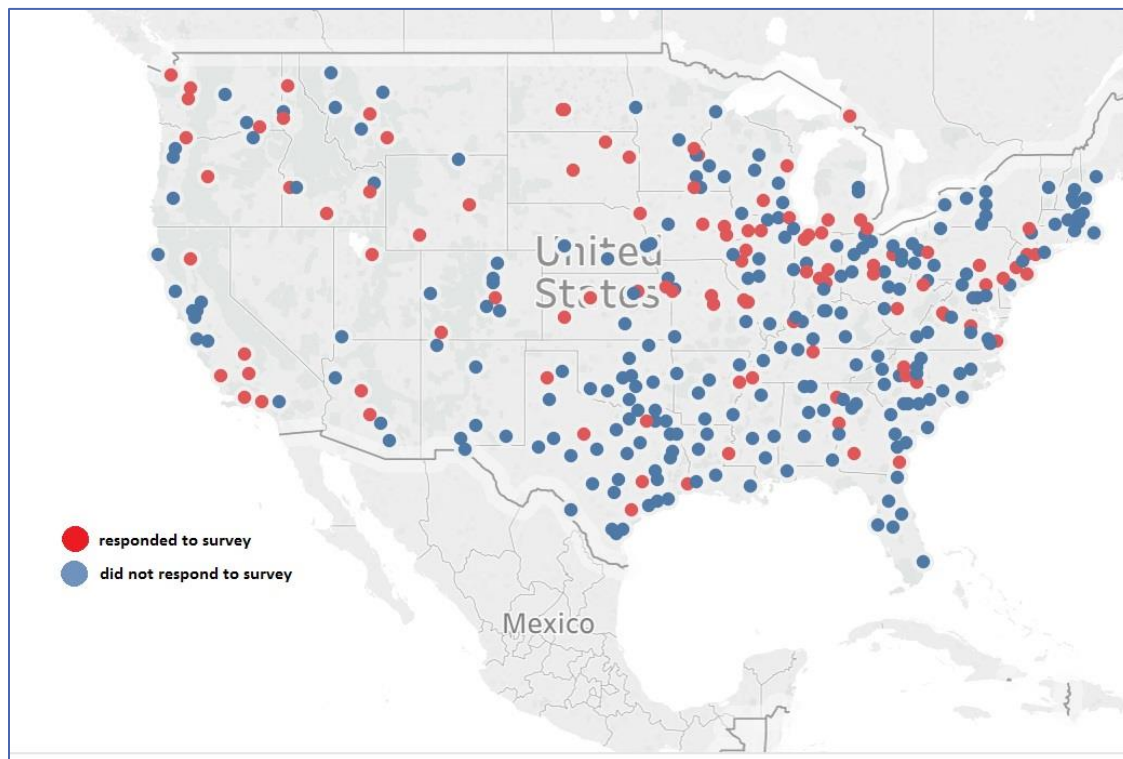 United
States
responded to survey
did not respond to survey
Mexico